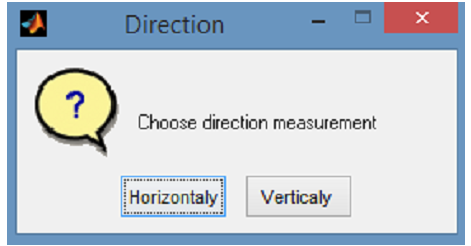 Direction
?
Choose direction measurement
Horizontaly
Verticaly